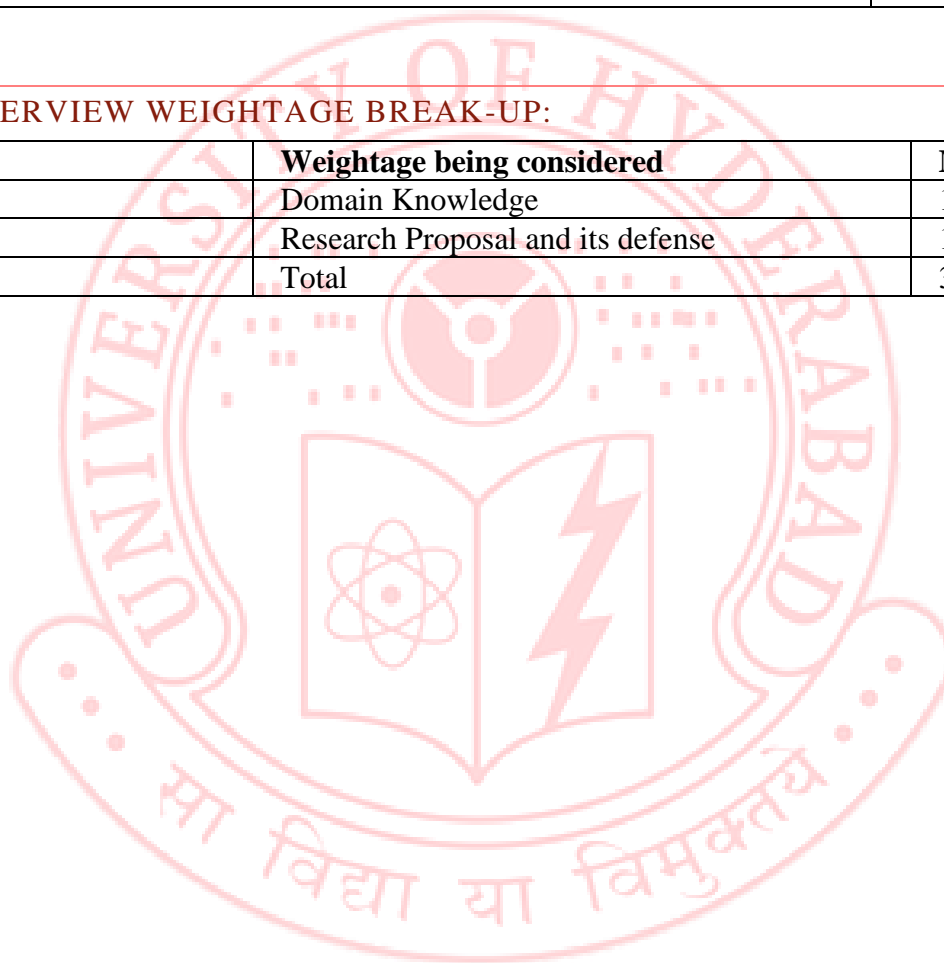 ERVIEW WEIGHTAGE BREAK-UP:
Weightage being considered
Domain Knowledge
Research Proposal and its defense
Total
UNIVERSITY OF HYDERABAD
सा विद्या या विमुक्तये